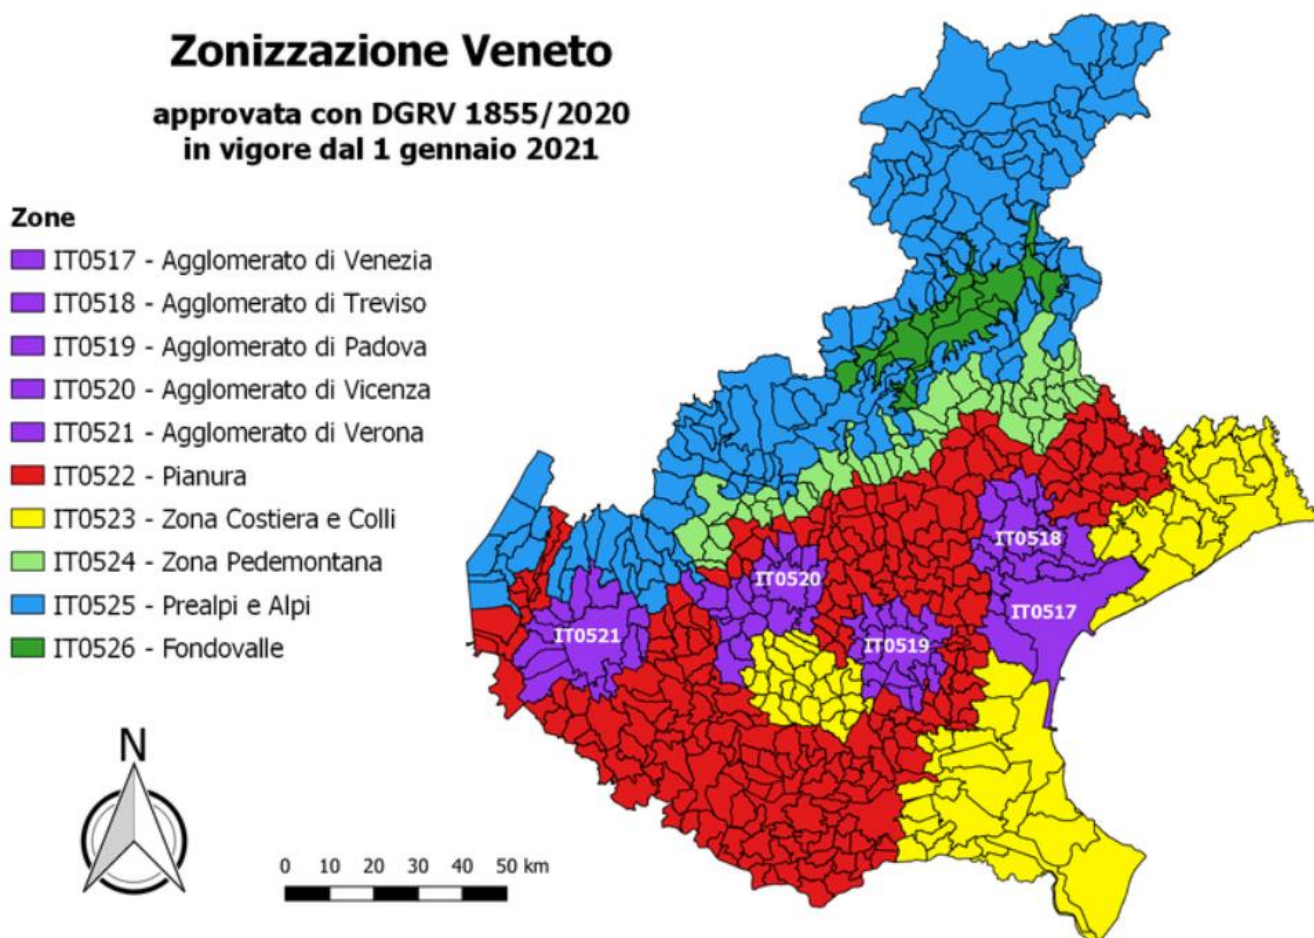 Zonizzazione Veneto
approvata con DGRV 1855/2020
in vigore dal 1 gennaio 2021
Zone
IT0517 - Agglomerato di Venezia
IT0518 - Agglomerato di Treviso
IT0519 - Agglomerato di Padova
IT0520 - Agglomerato di Vicenza
IT0521 - Agglomerato di Verona
IT0522 - Pianura
IT0523 - Zona Costiera e Colli
IT0524 - Zona Pedemontana
IT0525 - Prealpi e Alpi
IT0526 - Fondovalle
IT0518
IT0520
IT0517
IT0521
IT0519
N
0 10 20 30 40 50 km